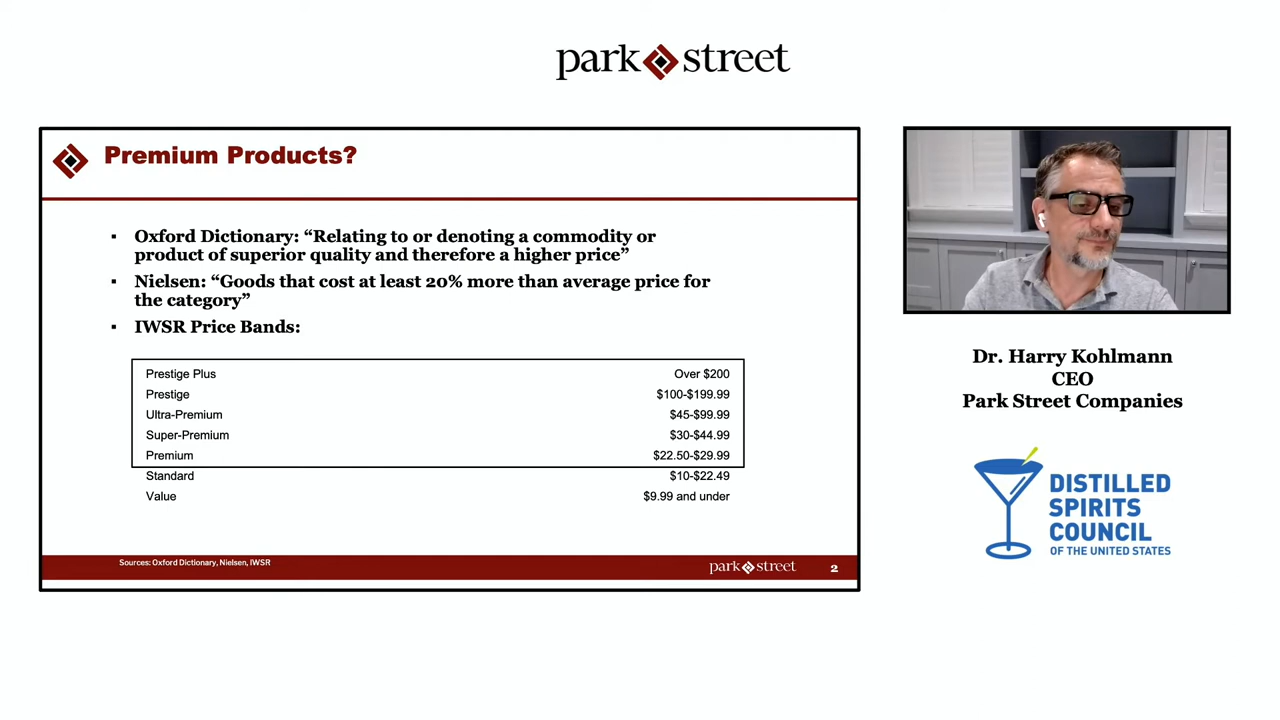 park street
Premium Products?
▪ Oxford Dictionary: “Relating to or denoting a commodity or
product of superior quality and therefore a higher price”
▪ Nielsen: “Goods that cost at least 20% more than average price for
the category”
▪ IWSR Price Bands:
Prestige Plus Over $200
Prestige $100-$199.99
Ultra-Premium $45-$99.99
Super-Premium $30-$44.99
Premium $22.50-$29.99
Standard $10-$22.49
Value $9.99 and under
Sources: Oxford Dictionary, Nielsen, IWSR
park street 2
Dr. Harry Kohlmann
CEO
Park Street Companies
DISTILLED
SPIRITS
COUNCIL
OF THE UNITED STATES